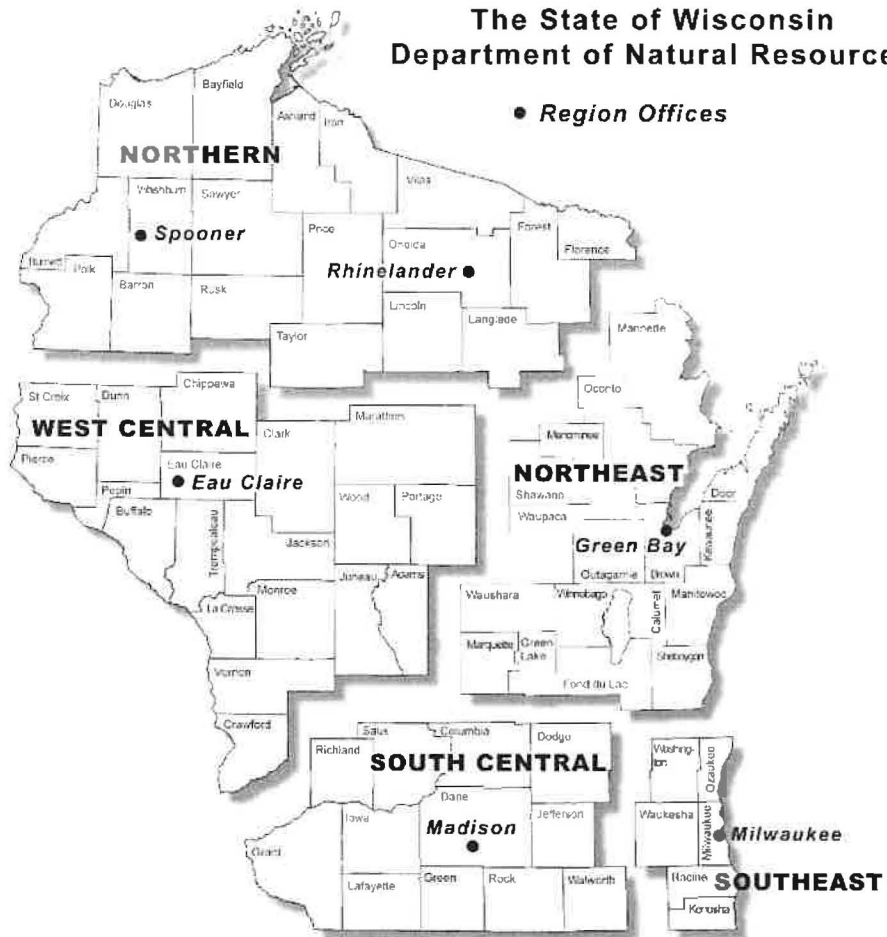 The State of Wisconsin
Department of Natural Resource
Region Offices
Douglas
Bayfield
Ashland
Iron
NORTHERN
Vilas
Washburn
Sawyer
Spooner
Price
Oneida
Forest
Florence
Rhinelander
Burnett
Polk
Barron
Rusk
Lincoln
Langlade
Taylor
Marinette
Oconto
St Croix
Dunn
Chippewa
WEST CENTRAL
Clark
Marathon
Menominee
NORTHEAST
Pierce
Eau Claire
Eau Claire
Pepin
Buffalo
Wood
Portage
Shawano
Waupaca
Door
Kewaunee
Green Bay
Trempealeau
Jackson
Outagamie
Brown
Monroe
Juneau
Adams
La Crosse
Waushara
Winnebago
Calumet
Manitowoc
Marquette
Green
Lake
Sheboygan
Fond du Lac
Vernon
Crawford
Richland
Sauk
Columbia
Dodge
SOUTH CENTRAL
Washing-
ton
Ozaukee
Dane
Iowa
Madison
Jefferson
Waukesha
Milwaukee
Milwaukee
Grant
Lafayette
Green
Rock
Walworth
Racine
SOUTHEAST
Kenosha